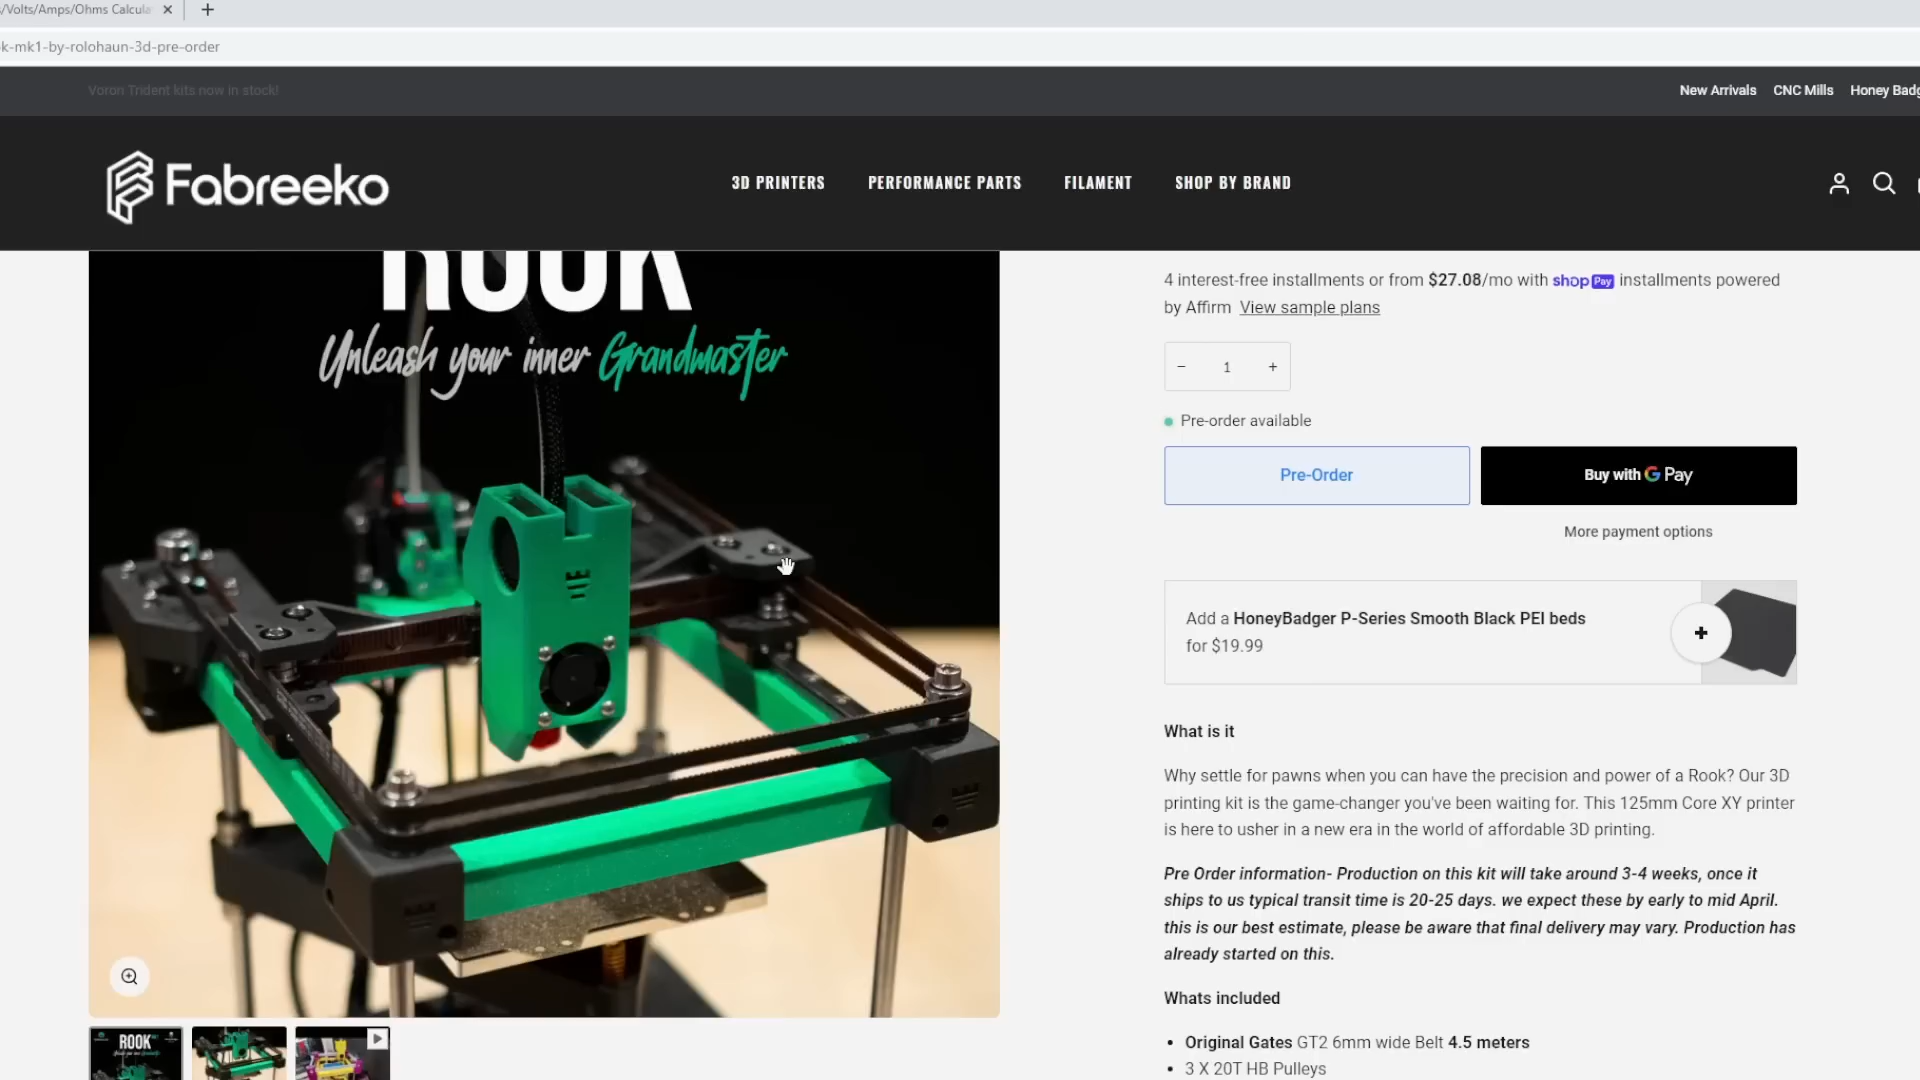 /Volts/Amps/Ohms Calcula
k-mk1-by-rolohaun-3d-pre-order
Voron Trident kits now in stock!
New Arrivals CNC Mills Honey Badg
Fabreeko
3D PRINTERS PERFORMANCE PARTS FILAMENT SHOP BY BRAND
ROOK
Unleash your inner Grandmaster
4 interest-free installments or from $27.08/mo with shop Pay installments powered
by Affirm View sample plans
− 1 +
Pre-order available
Pre-Order
Buy with G Pay
More payment options
Add a HoneyBadger P-Series Smooth Black PEI beds
for $19.99
What is it
Why settle for pawns when you can have the precision and power of a Rook? Our 3D
printing kit is the game-changer you've been waiting for. This 125mm Core XY printer
is here to usher in a new era in the world of affordable 3D printing.
Pre Order information- Production on this kit will take around 3-4 weeks, once it
ships to us typical transit time is 20-25 days. we expect these by early to mid April.
this is our best estimate, please be aware that final delivery may vary. Production has
already started on this.
Whats included
• Original Gates GT2 6mm wide Belt 4.5 meters
• 3 X 20T HB Pulleys
ROOK